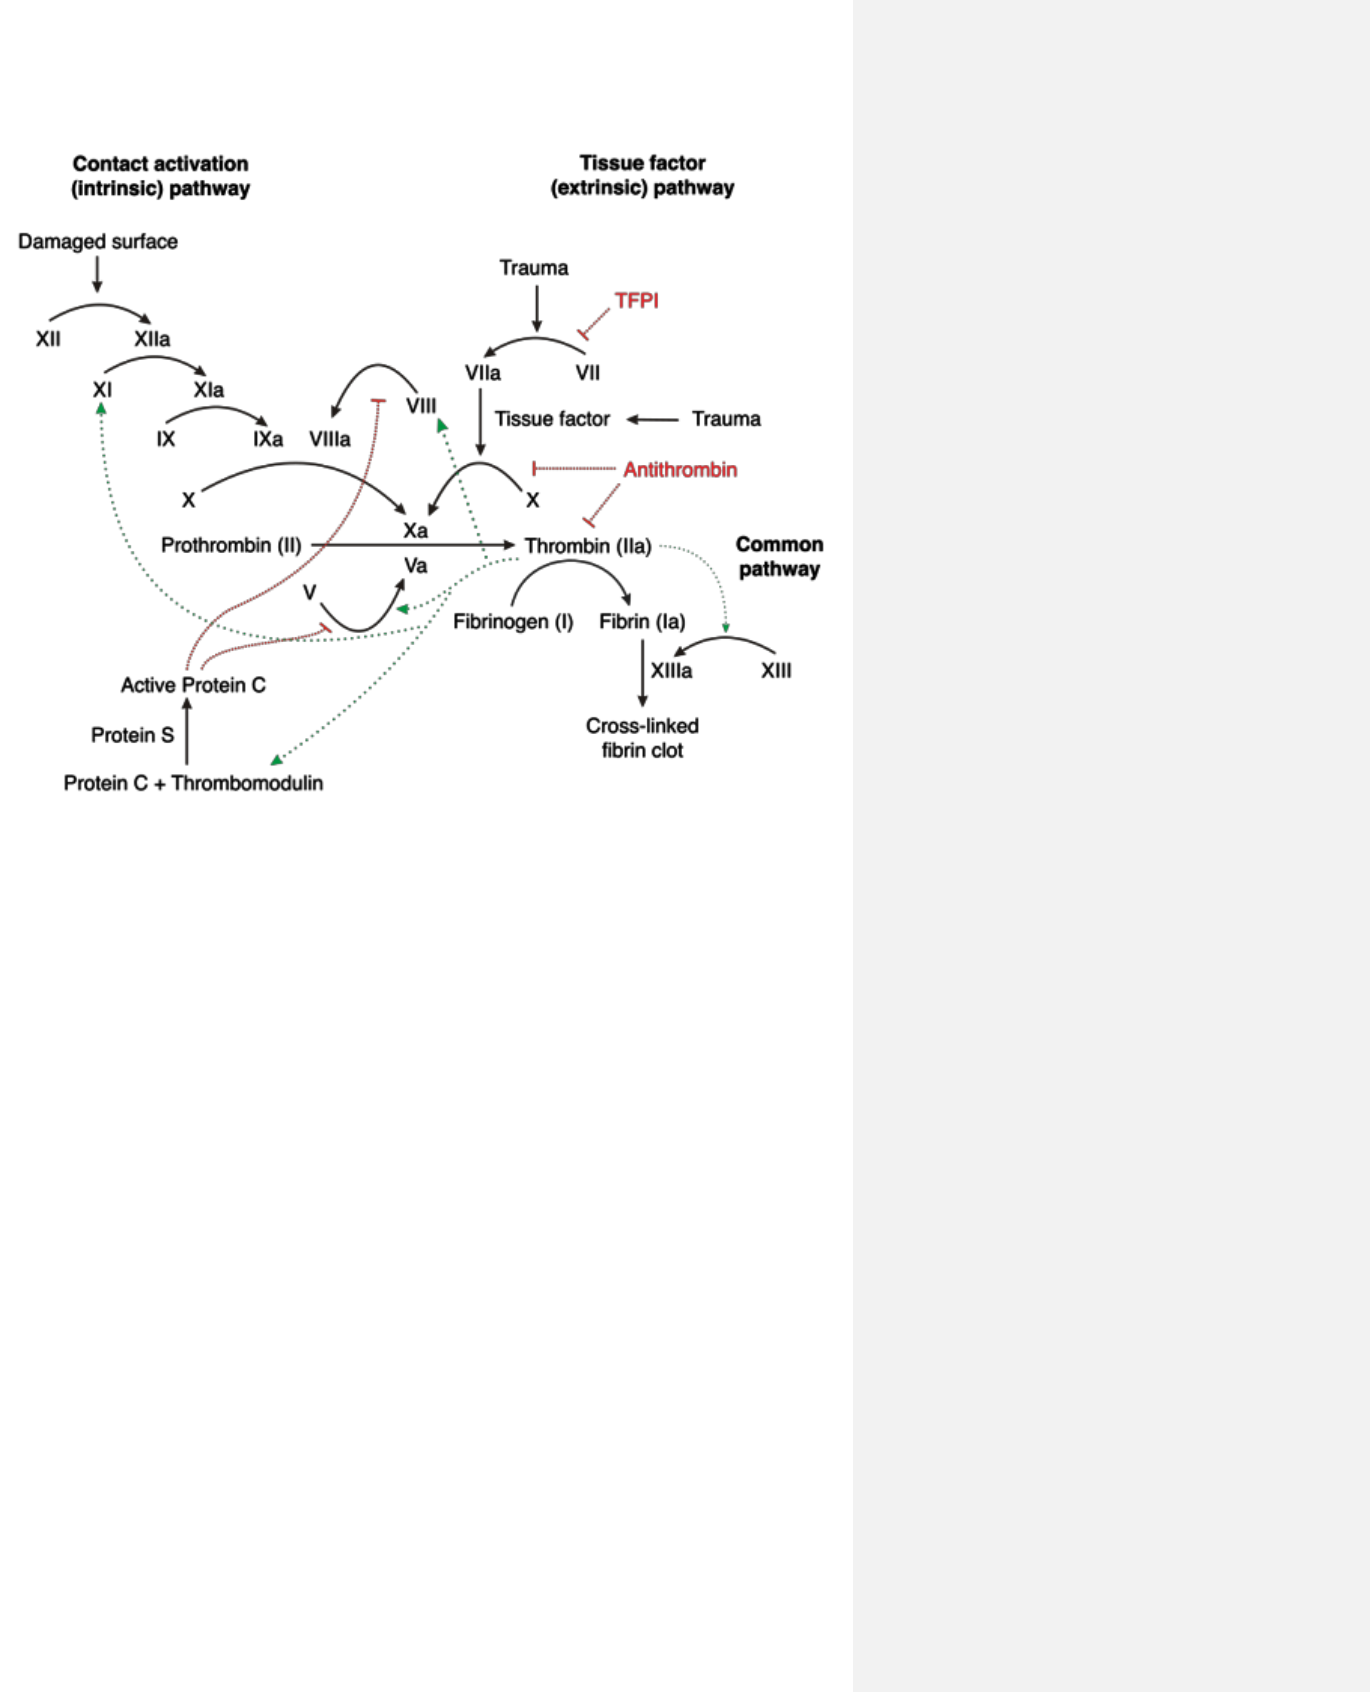 Contact activation
(intrinsic) pathway
Tissue factor
(extrinsic) pathway
Damaged surface
Trauma
TFPI
XII
XIIa
VIIa
VII
XI
XIa
VIII
Tissue factor
Trauma
IX
IXa
VIIIa
Antithrombin
X
X
Xa
Prothrombin (II)
Thrombin (IIa)
Common
pathway
Va
V
Fibrinogen (I)
Fibrin (Ia)
XIIIa
XIII
Active Protein C
Cross-linked
fibrin clot
Protein S
Protein C + Thrombomodulin